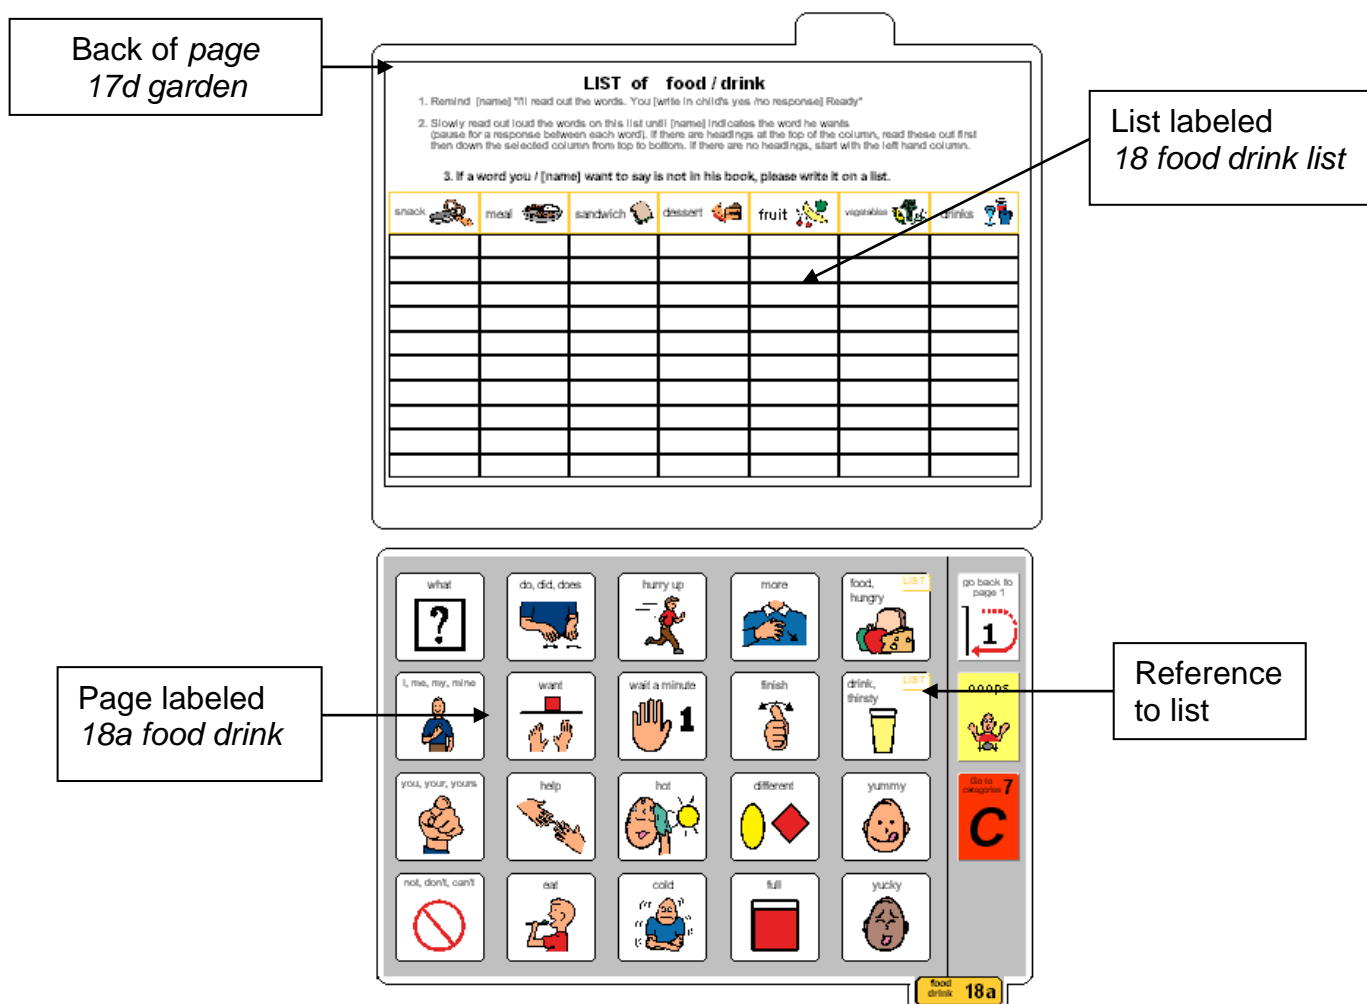 Back of page
17d garden
LIST of food / drink
1. Remind [name] "I'll read out the words. You [write in child's yes /no response] Ready"
2. Slowly read out loud the words on this list until [name] indicates the word he wants
(pause for a response between each word). If there are headings at the top of the column, read these out first
then down the selected column from top to bottom. If there are no headings, start with the left hand column.
3. If a word you / [name] want to say is not in his book, please write it on a list.
snack meal sandwich dessert fruit vegetables drinks
List labeled
18 food drink list
Page labeled
18a food drink
Reference
to list
what do, did, does hurry up more food, LIST
hungry
?
go back to
page 1
1
I, me, my, mine want wait a minute finish drink, LIST
thirsty
1
ooops
you, your, yours help hot different yummy
Go to
categories 7
C
not, don't, can't eat cold full yucky
food
drink 18a